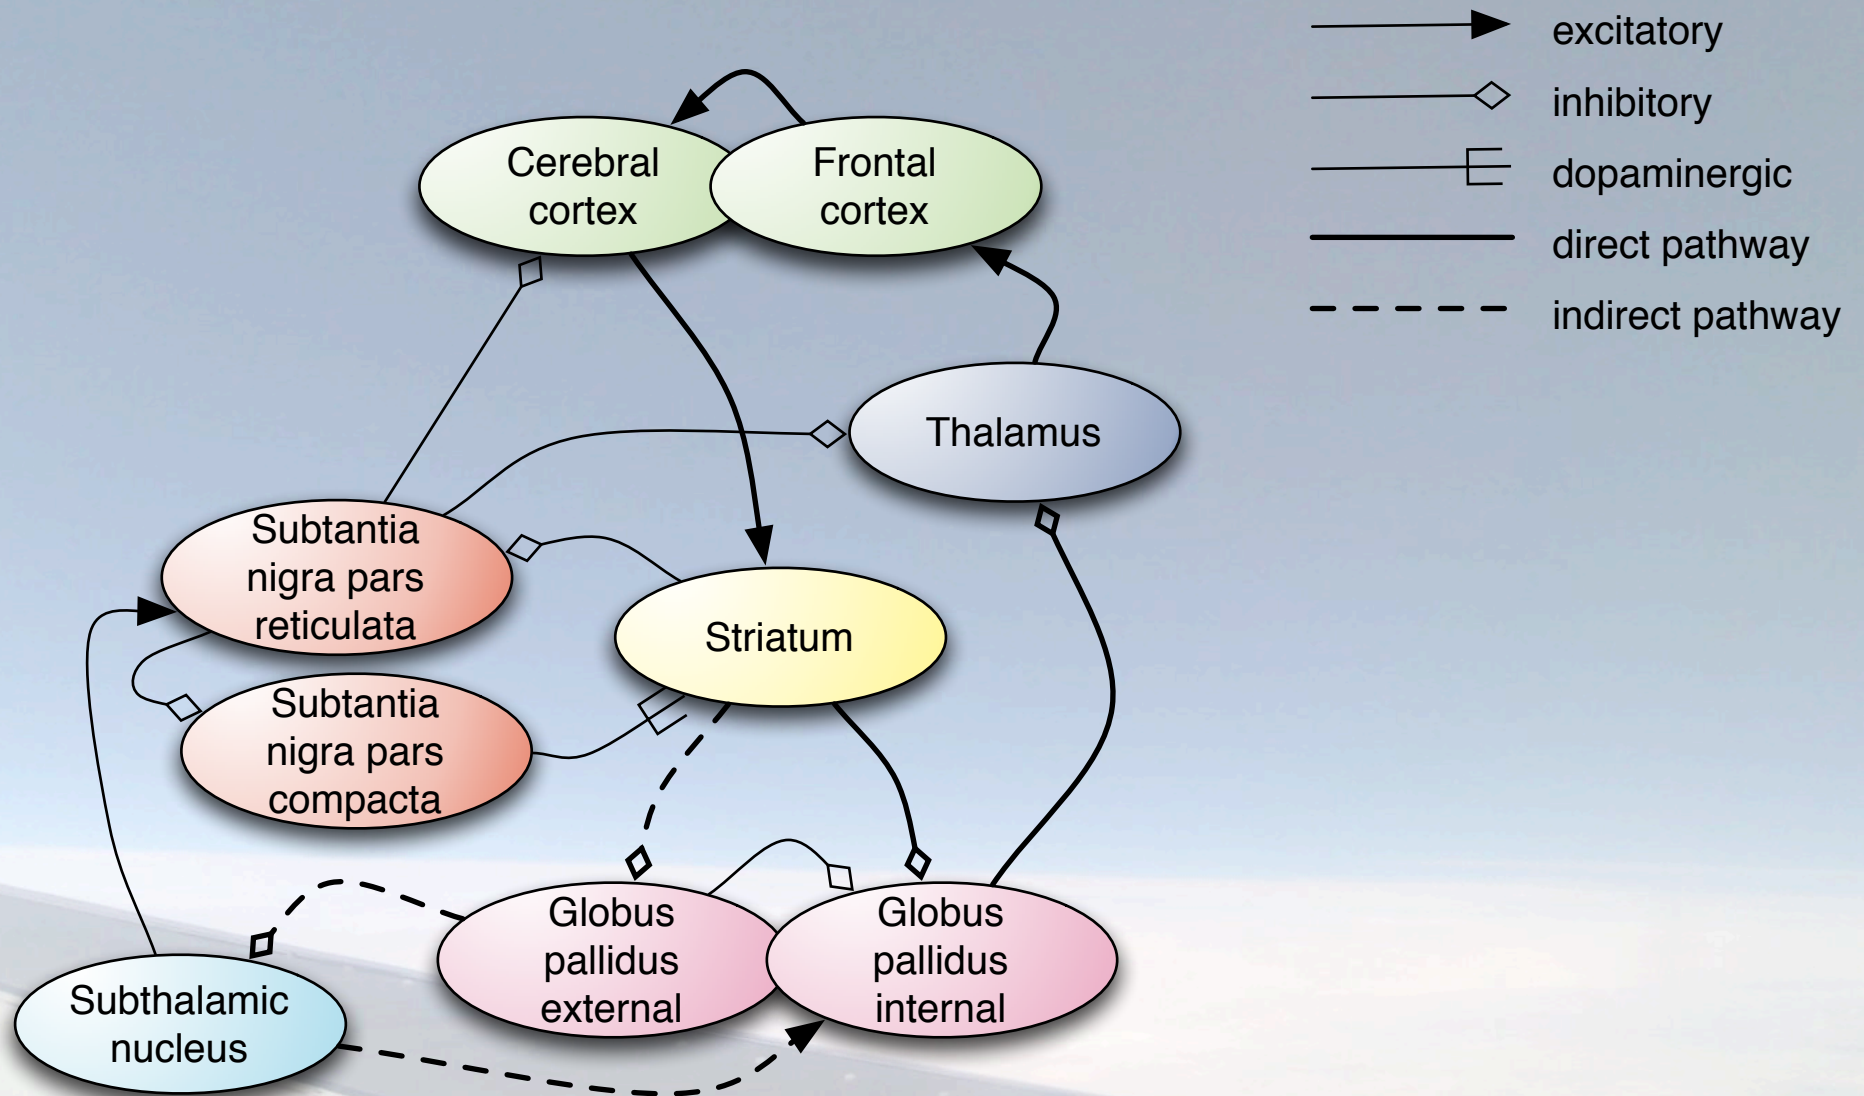 excitatory
inhibitory
dopaminergic
direct pathway
indirect pathway
Cerebral
cortex
Frontal
cortex
Thalamus
Subtantia
nigra pars
reticulata
Striatum
Subtantia
nigra pars
compacta
Globus
pallidus
external
Globus
pallidus
internal
Subthalamic
nucleus